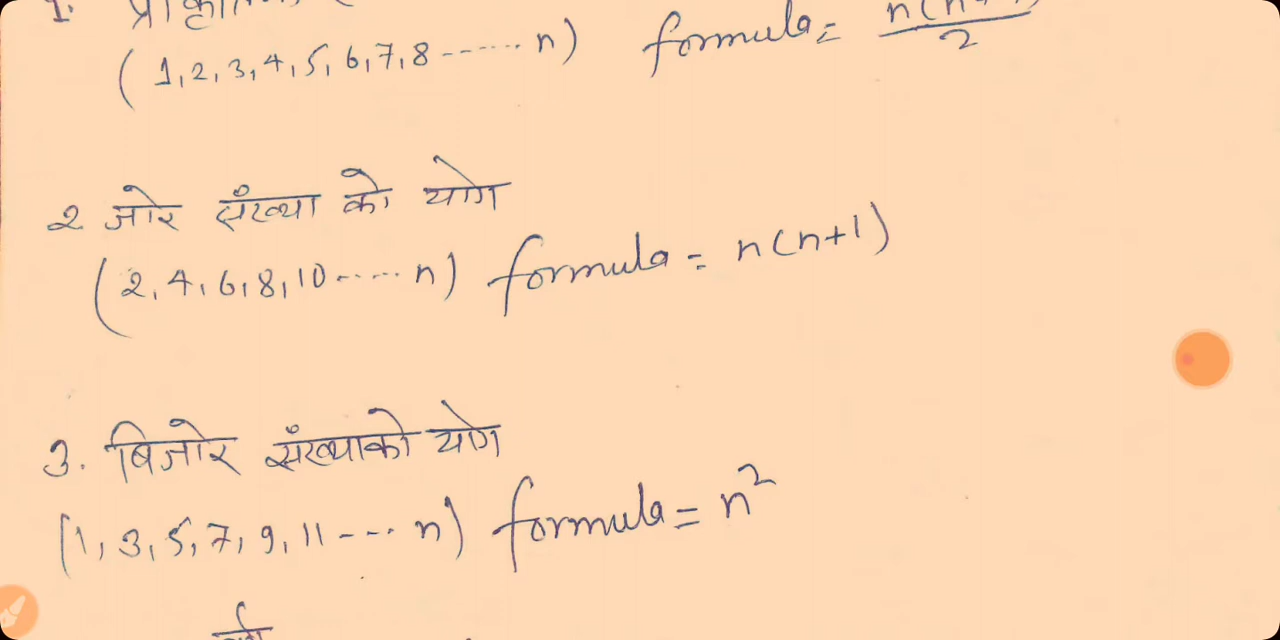 1.
(1,2,3,4,5,6,7,8 ------ n) formula = n(n+1)/2
2 जोर संख्या को योग
(2,4,6,8,10 ----- n) formula = n(n+1)
3. बिजोर संख्याको योग
(1,3,5,7,9,11 --- n) formula = n²